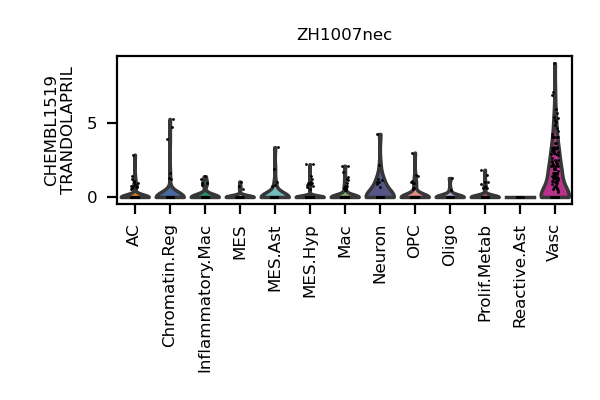 ZH1007nec
CHEMBL1519
TRANDOLAPRIL
5
0
AC
Chromatin.Reg
Inflammatory.Mac
MES
MES.Ast
MES.Hyp
Mac
Neuron
OPC
Oligo
Prolif.Metab
Reactive.Ast
Vasc